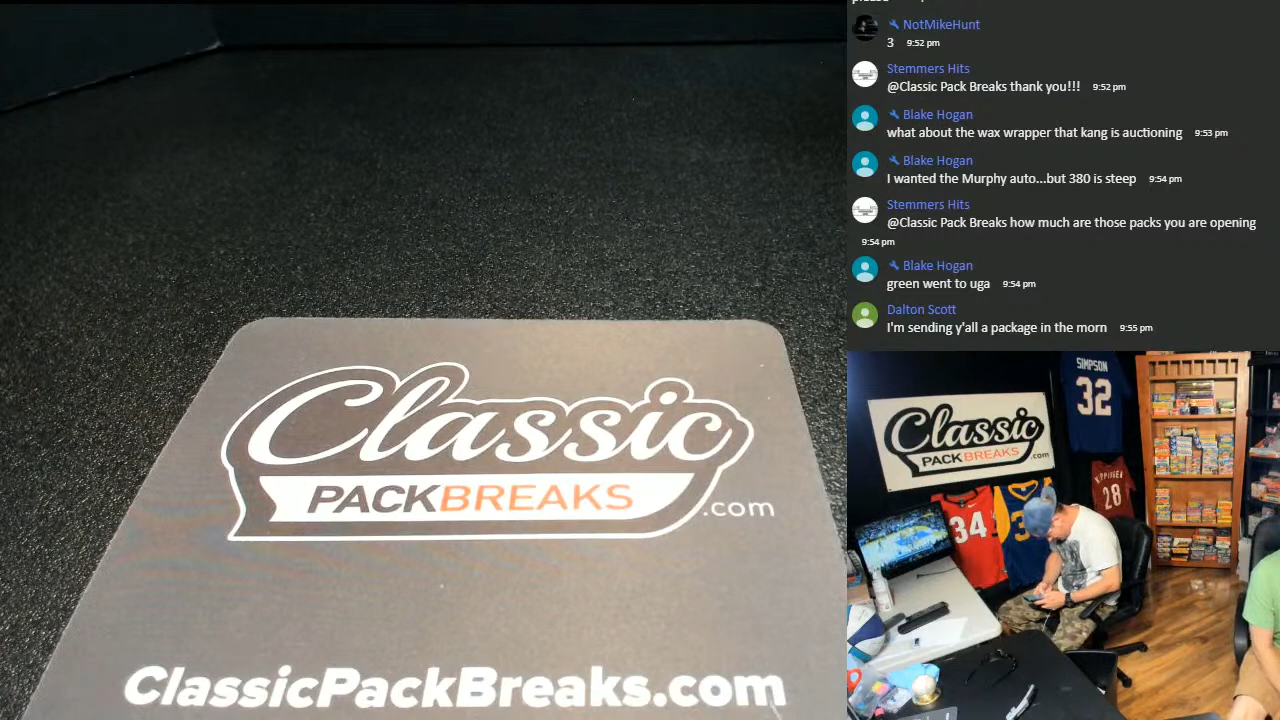 NotMikeHunt
3 9:52 pm
Stemmers Hits
@Classic Pack Breaks thank you!!! 9:52 pm
Blake Hogan
what about the wax wrapper that kang is auctioning 9:53 pm
Blake Hogan
I wanted the Murphy auto...but 380 is steep 9:54 pm
Stemmers Hits
@Classic Pack Breaks how much are those packs you are opening
9:54 pm
Blake Hogan
green went to uga 9:54 pm
Dalton Scott
I'm sending y'all a package in the morn 9:55 pm
Classic
PACKBREAKS
.com
ClassicPackBreaks.com
SIMPSON
32
Classic
PACKBREAKS
.com
34
3
28